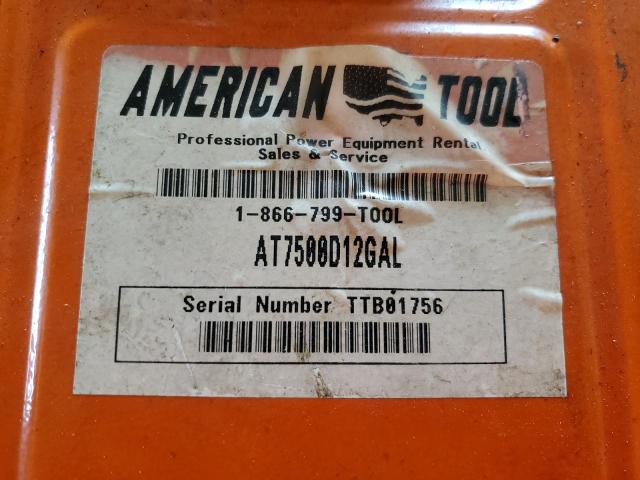 AMERICAN TOOL
Professional Power Equipment Rental
Sales & Service
1-866-799-TOOL
AT7500D12GAL
Serial Number TTB01756